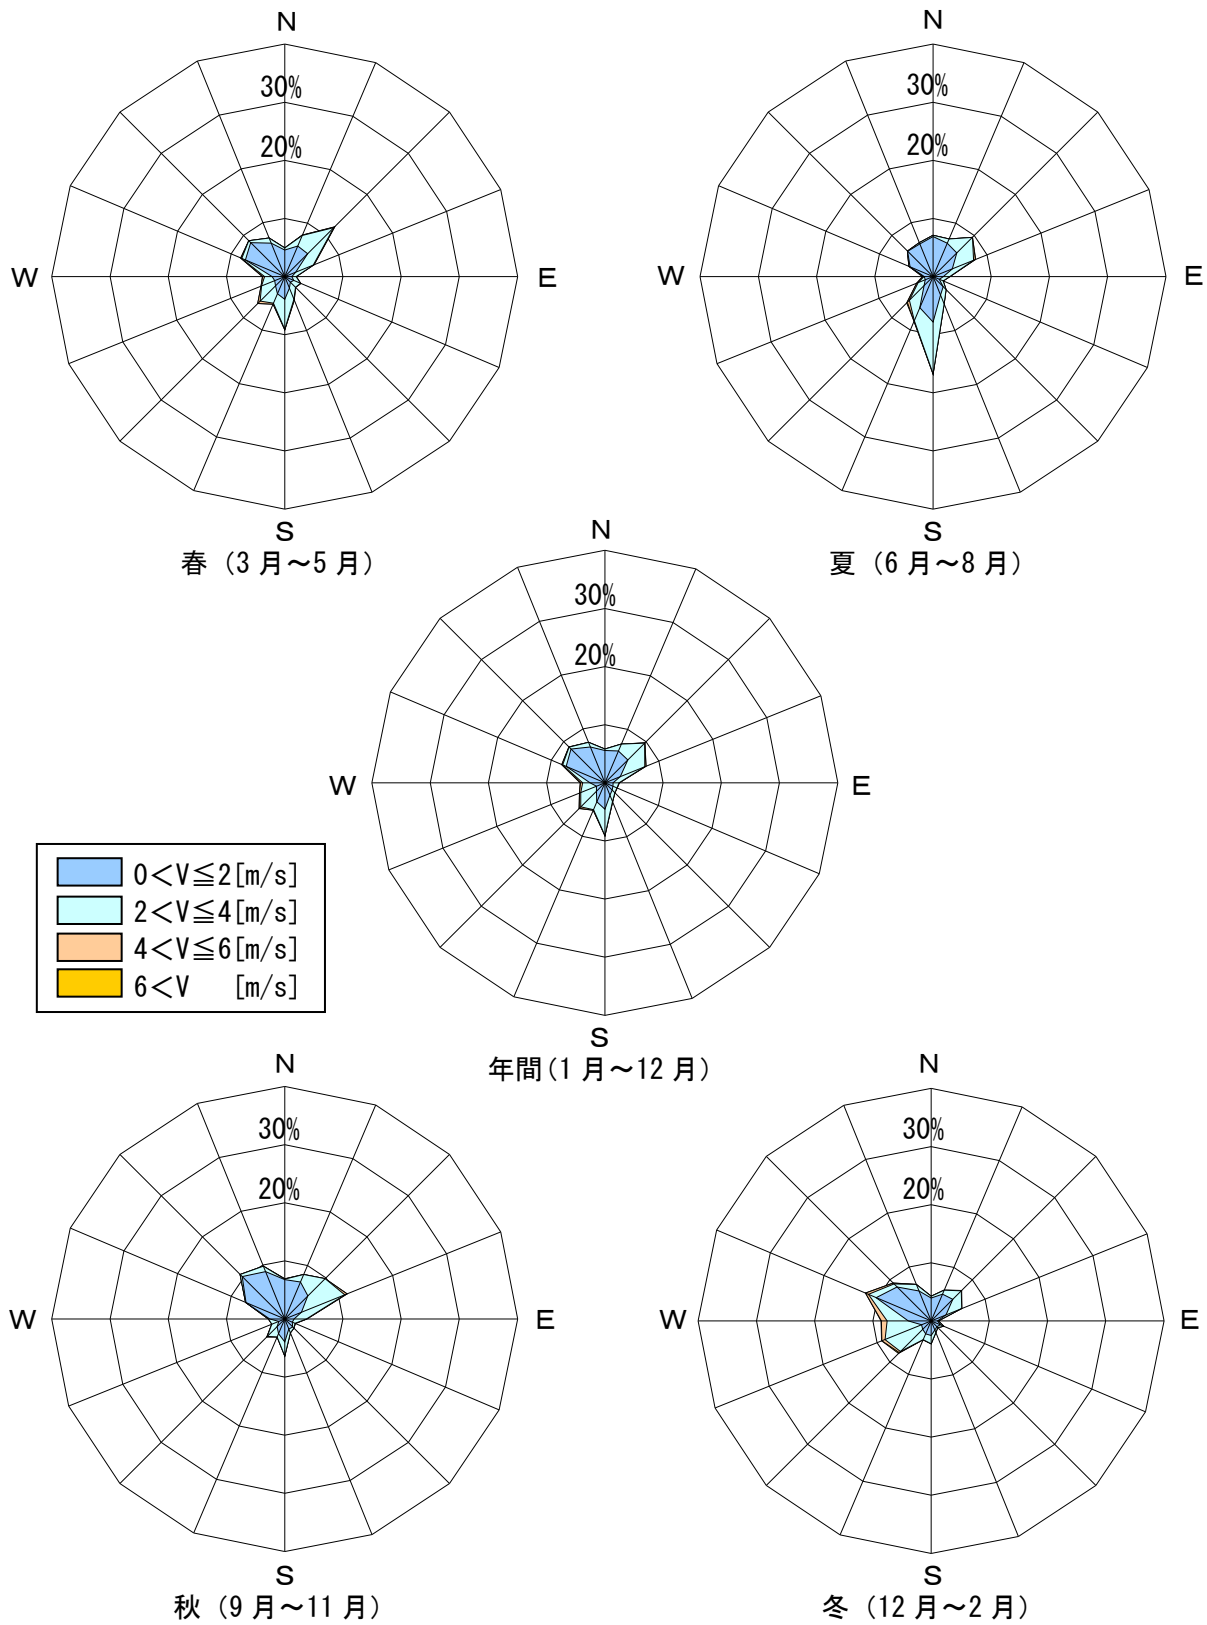 N
30%
20%
W
E
S
春（3 月～5 月）
N
30%
20%
W
E
S
夏（6 月～8 月）
N
30%
20%
W
E
S
年間(1 月～12 月）
0＜V≦2[m/s]
2＜V≦4[m/s]
4＜V≦6[m/s]
6＜V [m/s]
N
30%
20%
W
E
S
秋（9 月～11 月）
N
30%
20%
W
E
S
冬（12 月～2 月）